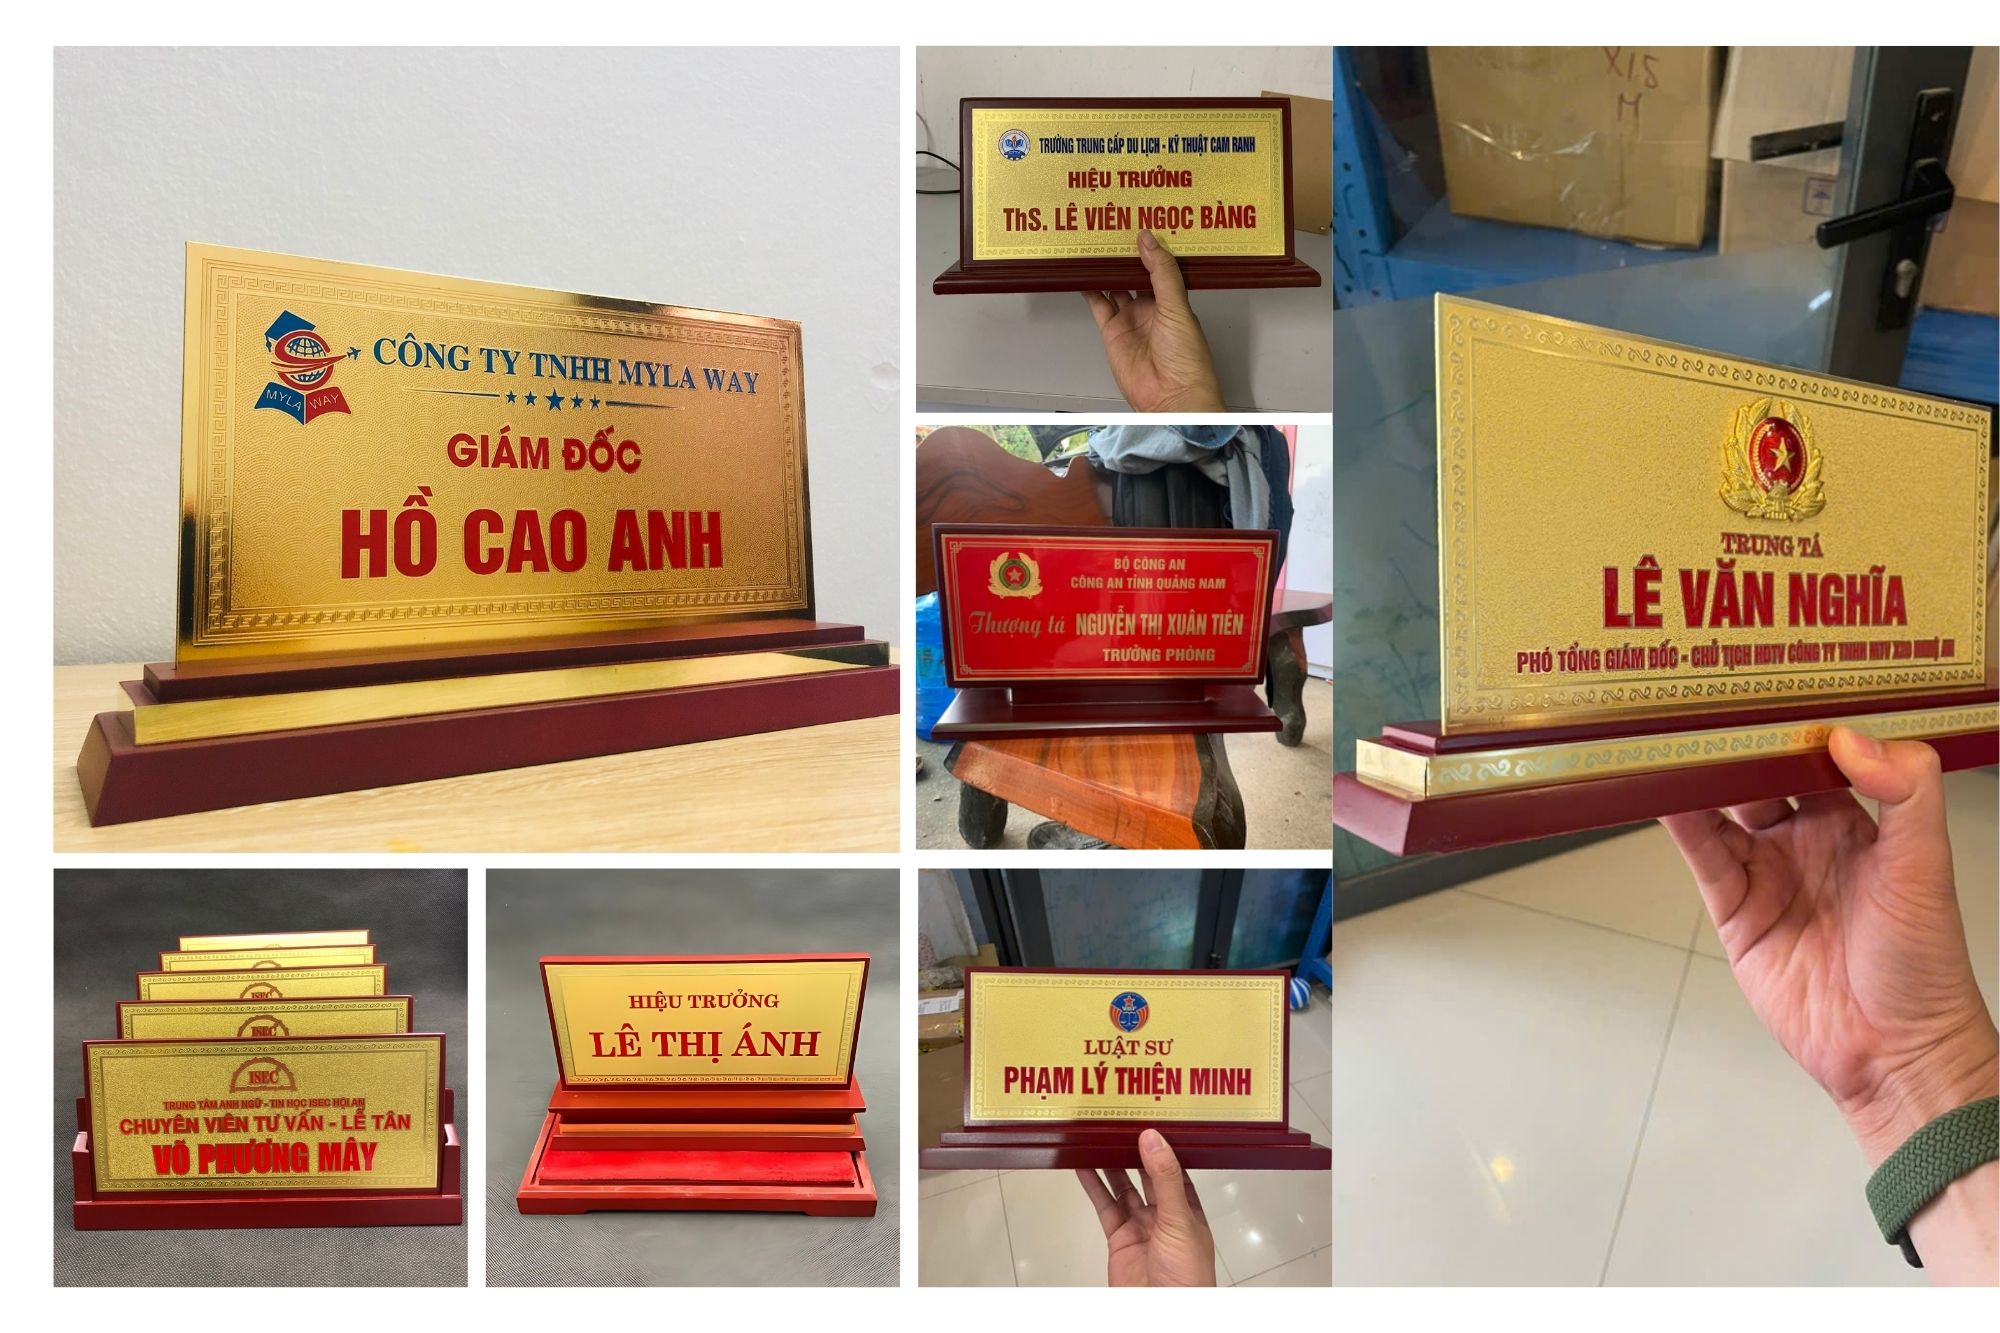 CÔNG TY TNHH MYLA WAY
MYLA WAY
GIÁM ĐỐC
HỒ CAO ANH
TRƯỜNG TRUNG CẤP DU LỊCH - KỸ THUẬT CAM RANH
HIỆU TRƯỞNG
ThS. LÊ VIÊN NGỌC BÀNG
BỘ CÔNG AN
CÔNG AN TỈNH QUẢNG NAM
Thượng tá NGUYỄN THỊ XUÂN TIÊN
TRƯỞNG PHÒNG
X15
M
TRUNG TÁ
LÊ VĂN NGHĨA
PHÓ TỔNG GIÁM ĐỐC - CHỦ TỊCH HĐTV CÔNG TY TNHH MTV
ISEC
ISEC
ISEC
TRUNG TÂM ANH NGỮ - TIN HỌC ISEC HỘI AN
CHUYÊN VIÊN TƯ VẤN - LỄ TÂN
VÕ PHƯƠNG MÂY
HIỆU TRƯỞNG
LÊ THỊ ÁNH
LUẬT SƯ
PHẠM LÝ THIỆN MINH